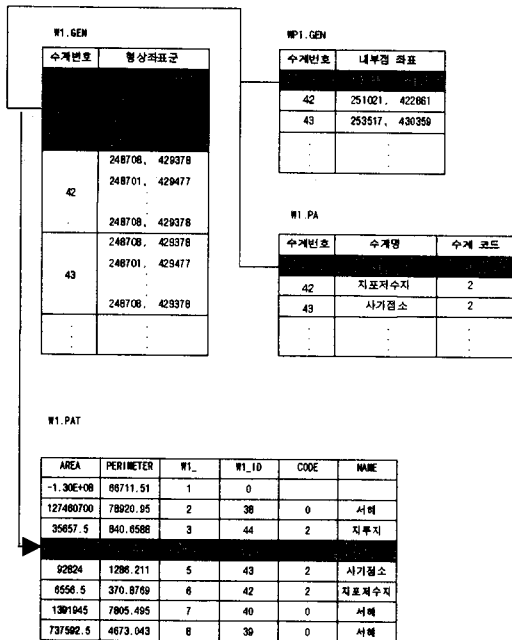 W1.GEN
수계번호 형상좌표군
248708, 429378
248701, 429477
42
248708, 429378
248708, 429378
248701, 429477
43
248708, 429378
WP1.GEN
수계번호 내부점 좌표
42 251021, 422661
43 253517, 430359
W1.PA
수계번호 수계명 수계 코드
42 지포저수지 2
43 사가점소 2
W1.PAT
AREA PERIMETER W1_ W1_ID CODE NAME
-1.30E+08 66711.51 1 0
127460700 78920.95 2 38 0 서해
35657.5 840.6588 3 44 2 지투지
92824 1286.211 5 43 2 사가점소
6556.5 370.8769 6 42 2 지포저수지
1391945 7805.495 7 40 0 서해
737592.5 4673.043 8 39 0 서해